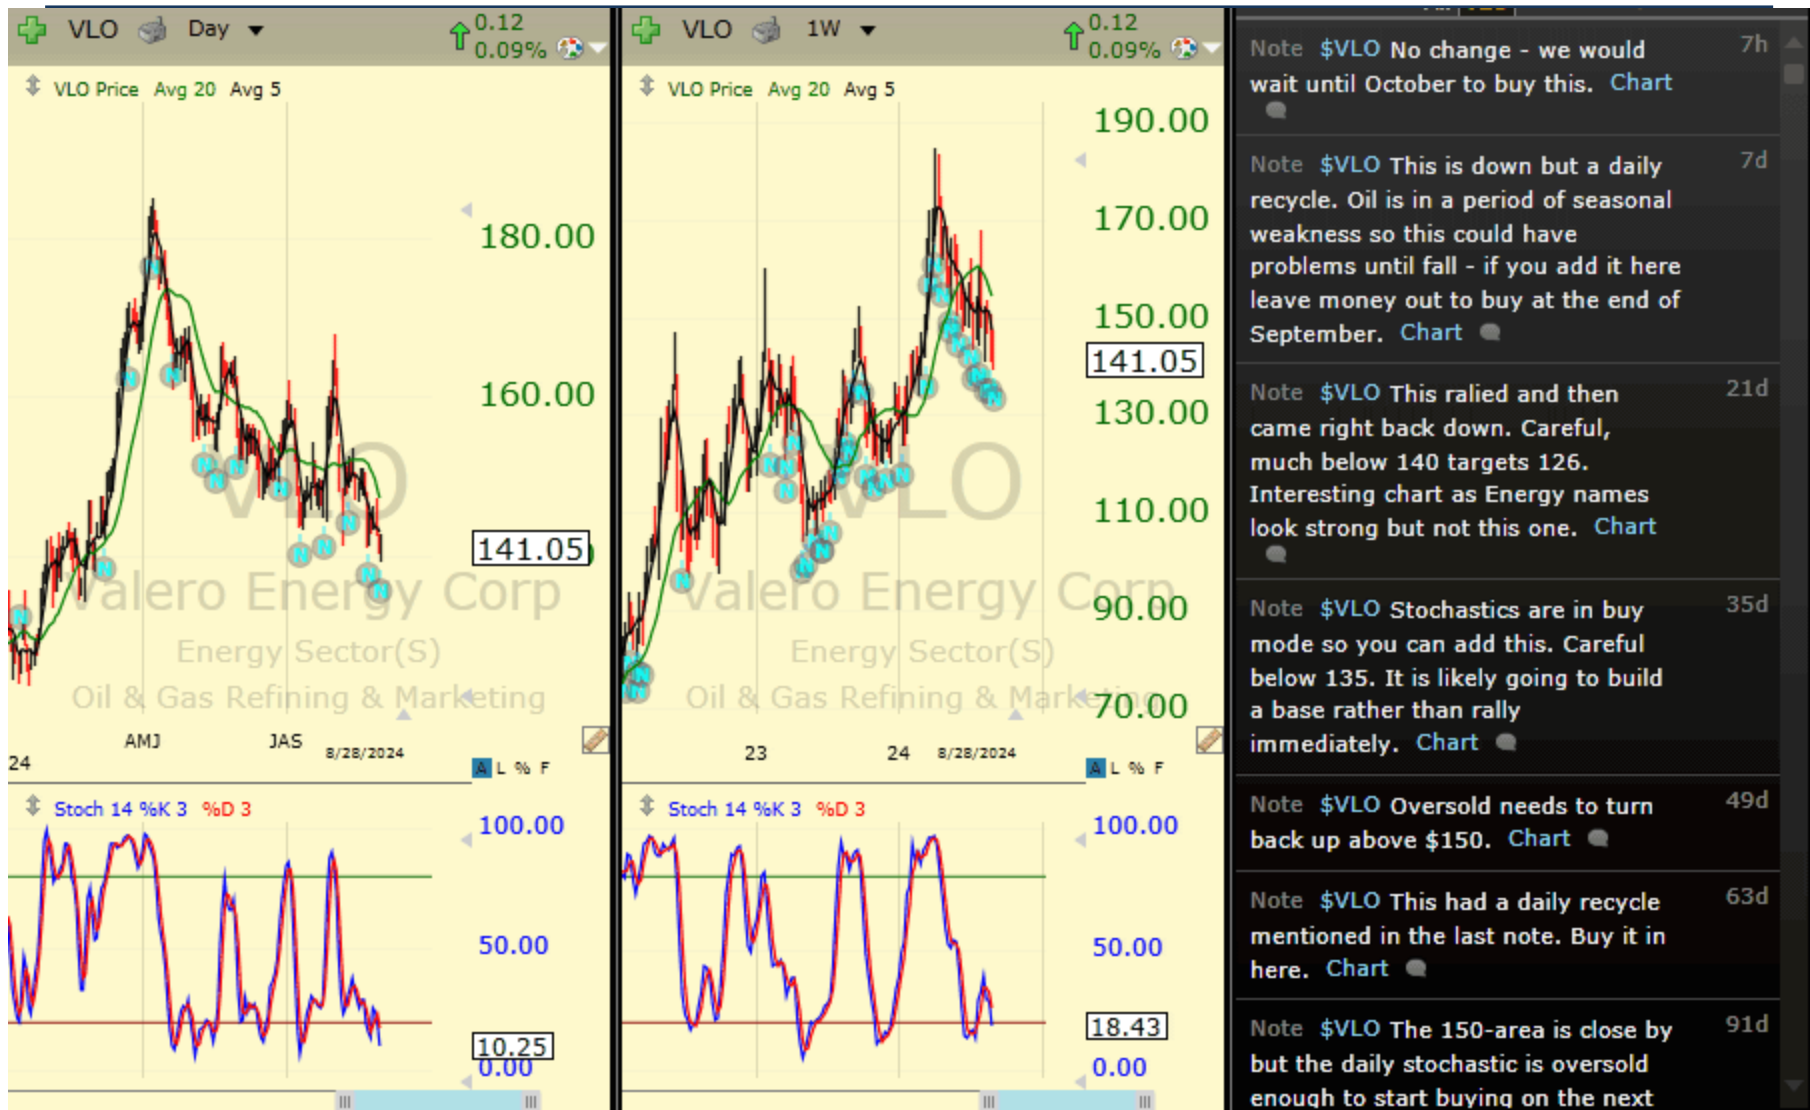 VLO Day 0.12
0.09%
VLO Price Avg 20 Avg 5
180.00
160.00
141.05
VLO
Valero Energy Corp
Energy Sector(S)
Oil & Gas Refining & Marketing
24 AMJ JAS 8/28/2024
A L % F
Stoch 14 %K 3 %D 3
100.00
50.00
10.25
0.00
VLO 1W 0.12
0.09%
VLO Price Avg 20 Avg 5
190.00
170.00
150.00
141.05
130.00
110.00
90.00
70.00
VLO
Valero Energy Corp
Energy Sector(S)
Oil & Gas Refining & Marketing
23 24 8/28/2024
A L % F
Stoch 14 %K 3 %D 3
100.00
50.00
18.43
0.00
Note $VLO No change - we would 7h
wait until October to buy this. Chart
Note $VLO This is down but a daily 7d
recycle. Oil is in a period of seasonal
weakness so this could have
problems until fall - if you add it here
leave money out to buy at the end of
September. Chart
Note $VLO This ralied and then 21d
came right back down. Careful,
much below 140 targets 126.
Interesting chart as Energy names
look strong but not this one. Chart
Note $VLO Stochastics are in buy 35d
mode so you can add this. Careful
below 135. It is likely going to build
a base rather than rally
immediately. Chart
Note $VLO Oversold needs to turn 49d
back up above $150. Chart
Note $VLO This had a daily recycle 63d
mentioned in the last note. Buy it in
here. Chart
Note $VLO The 150-area is close by 91d
but the daily stochastic is oversold
enough to start buying on the next